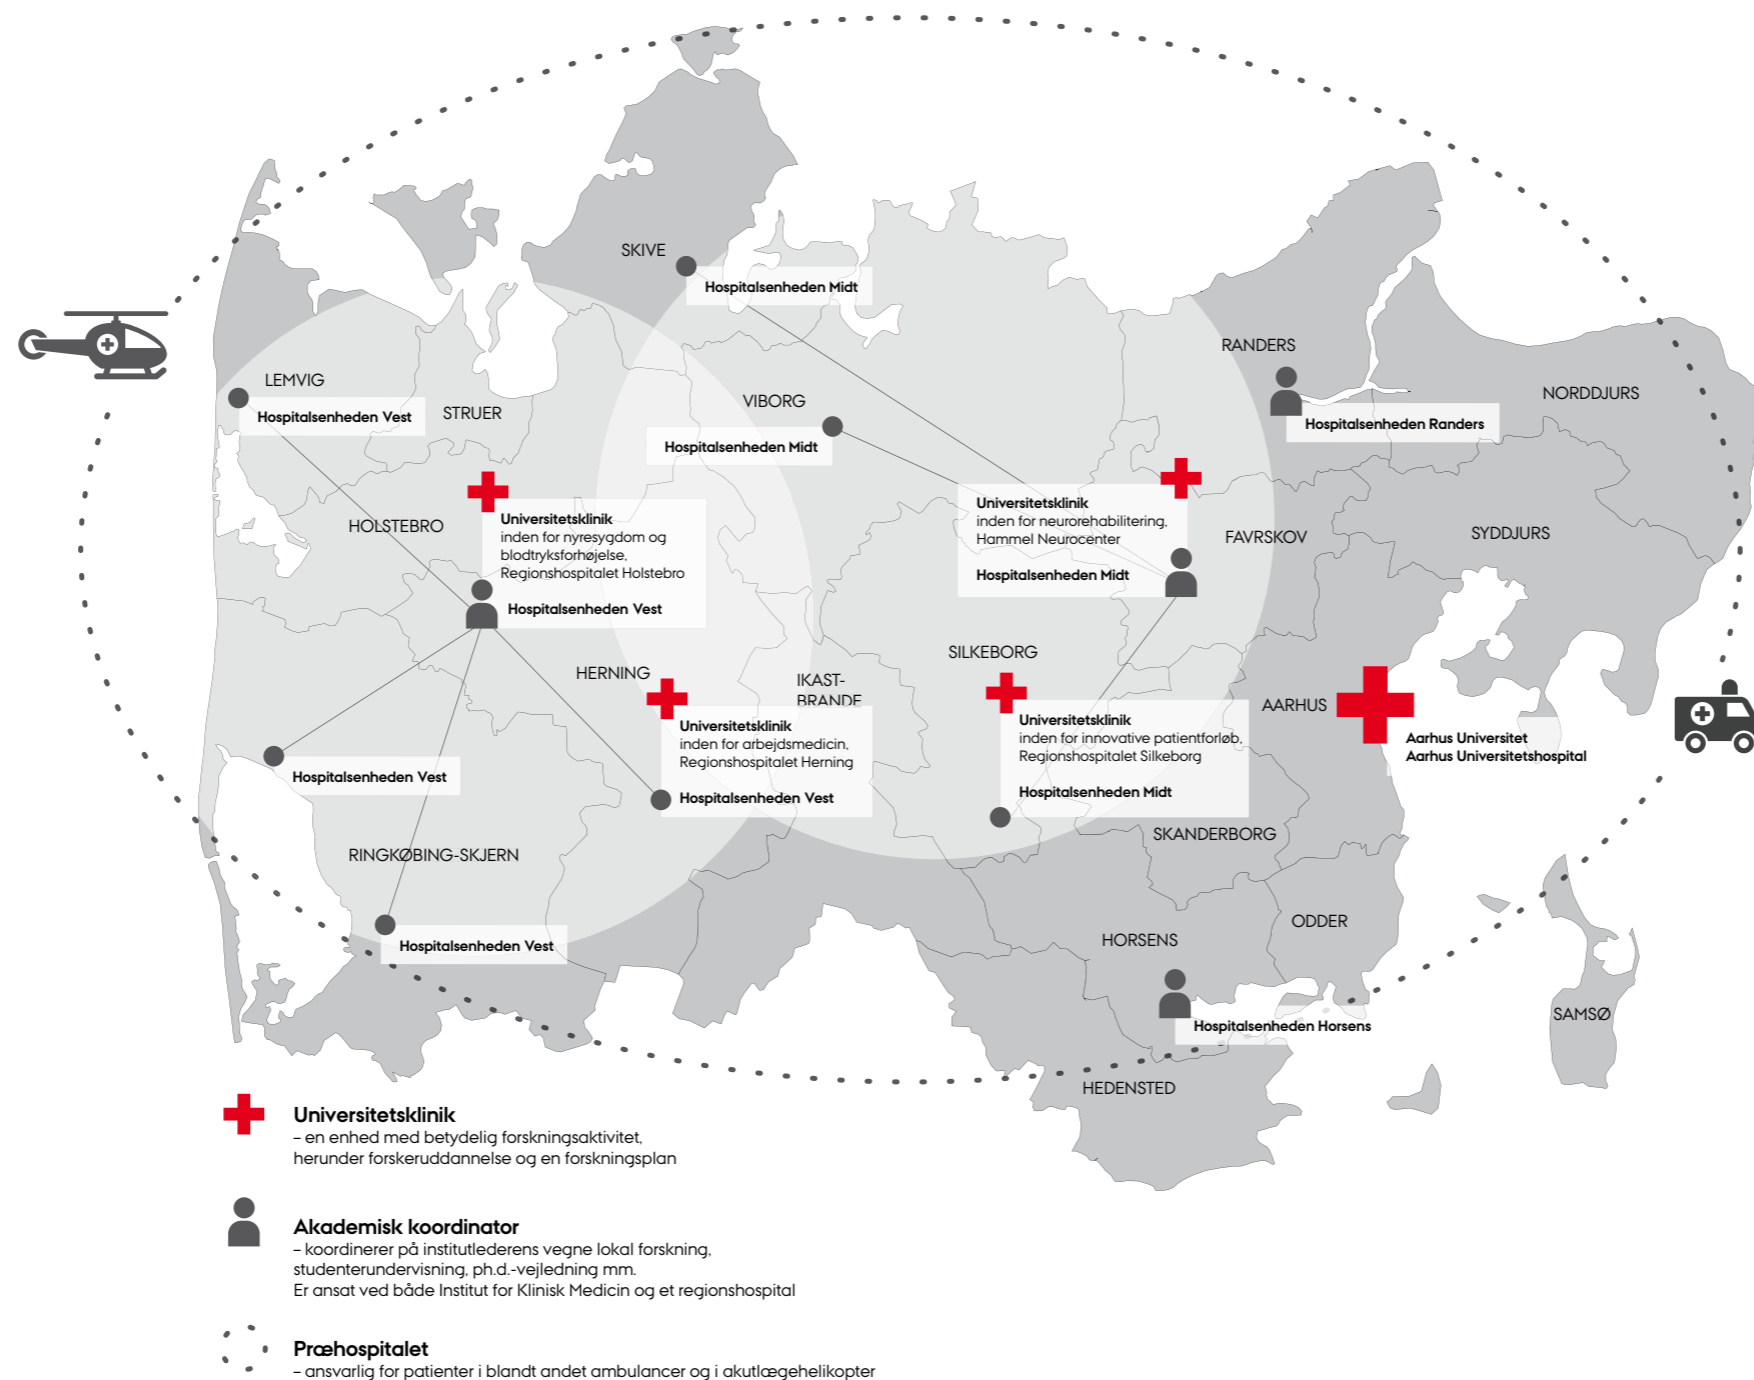 SKIVE
Hospitalsenheden Midt
RANDERS
LEMVIG
Hospitalsenheden Vest
STRUER
VIBORG
Hospitalsenheden Midt
NORDDJURS
Hospitalsenheden Randers
HOLSTEBRO
Universitetsklinik
inden for nyresygdom og
blodtryksforhøjelse,
Regionshospitalet Holstebro
Hospitalsenheden Vest
Universitetsklinik
inden for neurorehabilitering,
Hammel Neurocenter
Hospitalsenheden Midt
FAVRSKOV
SYDDJURS
HERNING
Universitetsklinik
inden for arbejdsmedicin,
Regionshospitalet Herning
Hospitalsenheden Vest
IKAST-
BRANDE
SILKEBORG
Universitetsklinik
inden for innovative patientforløb,
Regionshospitalet Silkeborg
Hospitalsenheden Midt
AARHUS
Aarhus Universitet
Aarhus Universitetshospital
Hospitalsenheden Vest
RINGKØBING-SKJERN
SKANDERBORG
Hospitalsenheden Vest
HORSENS
ODDER
Hospitalsenheden Horsens
SAMSØ
HEDENSTED
Universitetsklinik
– en enhed med betydelig forskningsaktivitet,
herunder forskeruddannelse og en forskningsplan
Akademisk koordinator
– koordinerer på institutlederens vegne lokal forskning,
studenterundervisning, ph.d.-vejledning mm.
Er ansat ved både Institut for Klinisk Medicin og et regionshospital
Præhospitalet
– ansvarlig for patienter i blandt andet ambulancer og i akutlægehelikopter